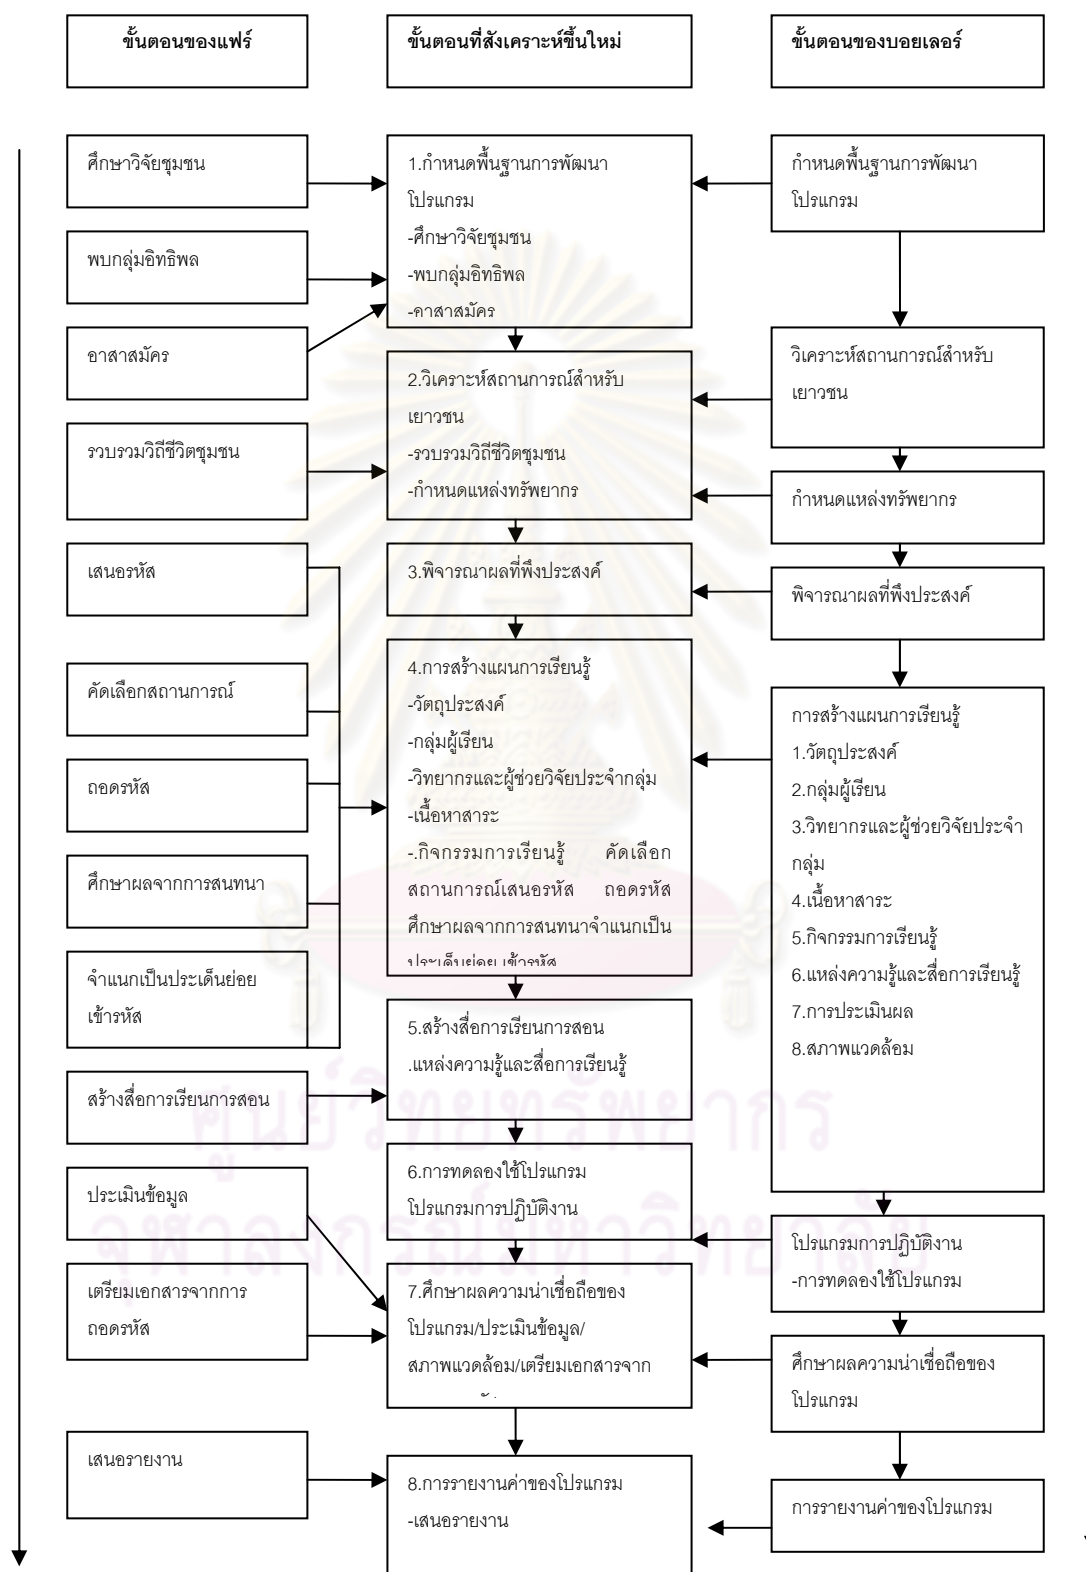 ขั้นตอนของแฟร์
ขั้นตอนที่สังเคราะห์ขึ้นใหม่
ขั้นตอนของบอยเลอร์
ศึกษาวิจัยชุมชน
พบกลุ่มอิทธิพล
อาสาสมัคร
รวบรวมวิถีชีวิตชุมชน
เสนอรหัส
คัดเลือกสถานการณ์
ถอดรหัส
ศึกษาผลจากการสนทนา
จำแนกเป็นประเด็นย่อย
เข้ารหัส
สร้างสื่อการเรียนการสอน
ประเมินข้อมูล
เตรียมเอกสารจากการ
ถอดรหัส
เสนอรายงาน
1.กำหนดพื้นฐานการพัฒนา
โปรแกรม
-ศึกษาวิจัยชุมชน
-พบกลุ่มอิทธิพล
-อาสาสมัคร
2.วิเคราะห์สถานการณ์สำหรับ
เยาวชน
-รวบรวมวิถีชีวิตชุมชน
-กำหนดแหล่งทรัพยากร
3.พิจารณาผลที่พึงประสงค์
4.การสร้างแผนการเรียนรู้
-วัตถุประสงค์
-กลุ่มผู้เรียน
-วิทยากรและผู้ช่วยวิจัยประจำกลุ่ม
-เนื้อหาสาระ
-.กิจกรรมการเรียนรู้ คัดเลือก
สถานการณ์เสนอรหัส ถอดรหัส
ศึกษาผลจากการสนทนาจำแนกเป็น
ประเด็นย่อย เข้ารหัส
5.สร้างสื่อการเรียนการสอน
.แหล่งความรู้และสื่อการเรียนรู้
6.การทดลองใช้โปรแกรม
โปรแกรมการปฏิบัติงาน
7.ศึกษาผลความน่าเชื่อถือของ
โปรแกรม/ประเมินข้อมูล/
สภาพแวดล้อม/เตรียมเอกสารจาก
8.การรายงานค่าของโปรแกรม
-เสนอรายงาน
กำหนดพื้นฐานการพัฒนา
โปรแกรม
วิเคราะห์สถานการณ์สำหรับ
เยาวชน
กำหนดแหล่งทรัพยากร
พิจารณาผลที่พึงประสงค์
การสร้างแผนการเรียนรู้
1.วัตถุประสงค์
2.กลุ่มผู้เรียน
3.วิทยากรและผู้ช่วยวิจัยประจำ
กลุ่ม
4.เนื้อหาสาระ
5.กิจกรรมการเรียนรู้
6.แหล่งความรู้และสื่อการเรียนรู้
7.การประเมินผล
8.สภาพแวดล้อม
โปรแกรมการปฏิบัติงาน
-การทดลองใช้โปรแกรม
ศึกษาผลความน่าเชื่อถือของ
โปรแกรม
การรายงานค่าของโปรแกรม
ศูนย์วิทยทรัพยากร
จุฬาลงกรณ์มหาวิทยาลัย